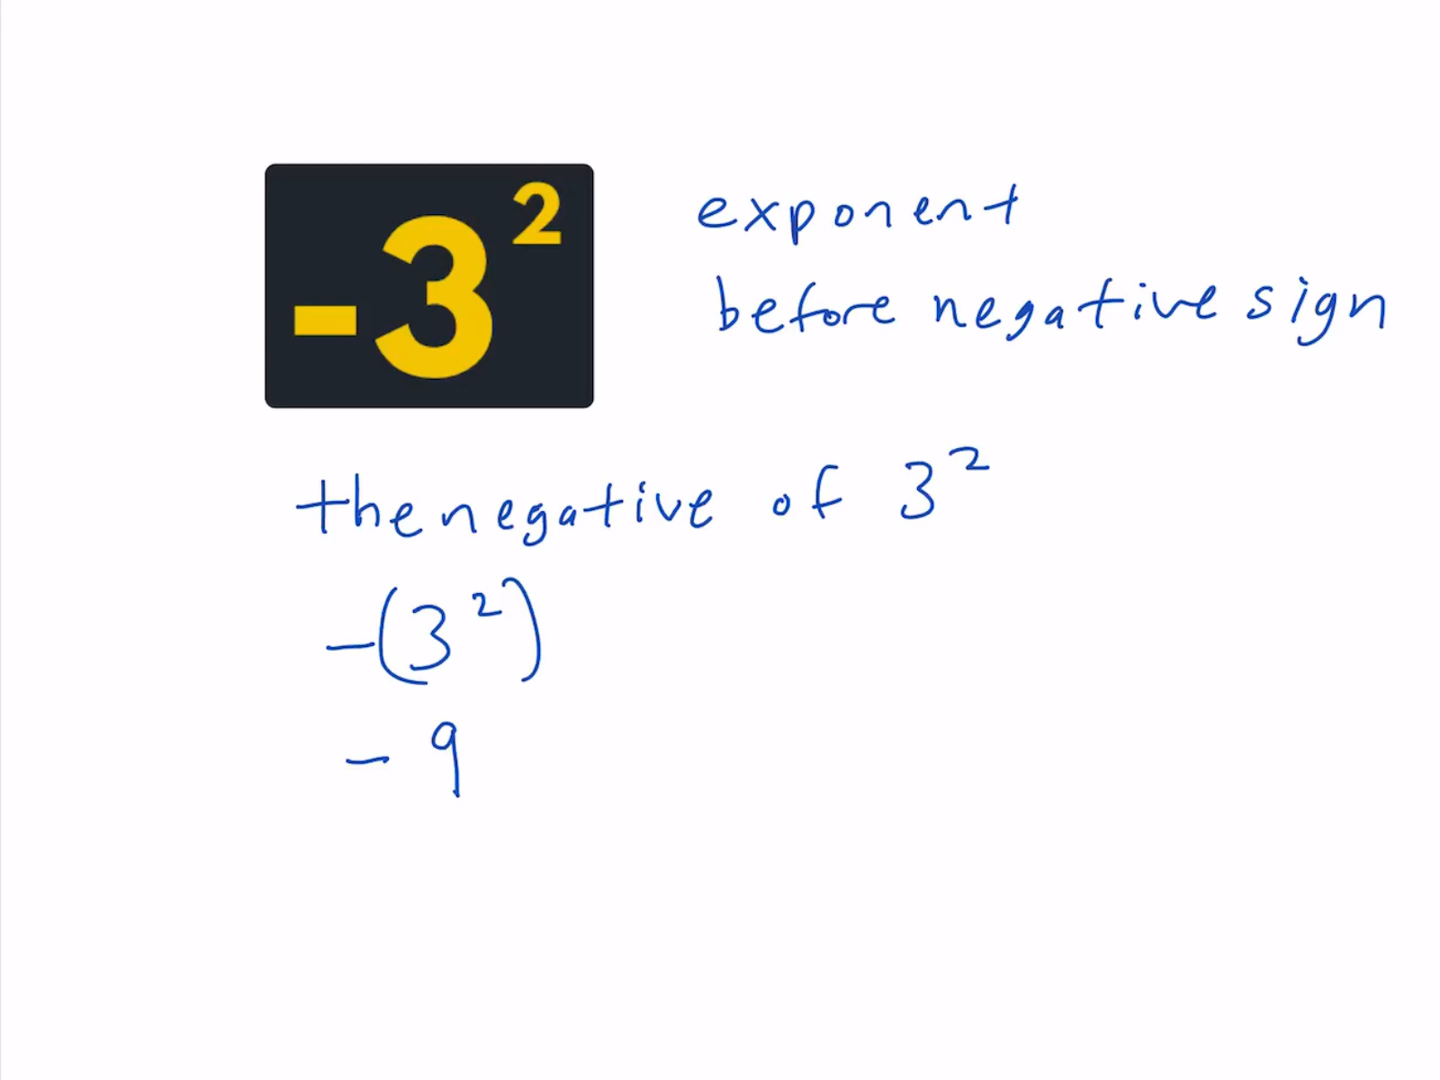 -3²
exponent
before negative sign
the negative of 3²
-(3²)
- 9